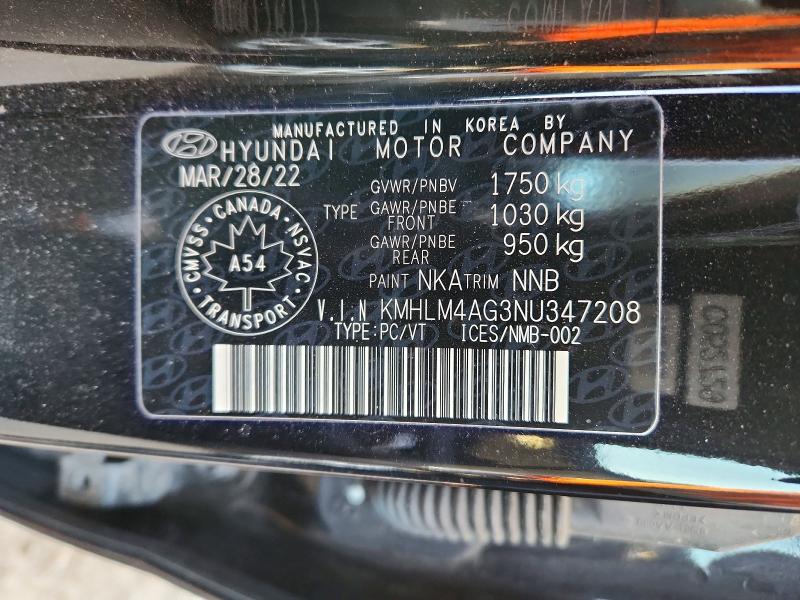 MANUFACTURED IN KOREA BY
HYUNDAI MOTOR COMPANY
MAR/28/22
GVWR/PNBV 1750 kg
TYPE GAWR/PNBE FRONT 1030 kg
GAWR/PNBE REAR 950 kg
PAINT NKA TRIM NNB
CMVSS · CANADA · NSVAC
A54
TRANSPORT
V.I.N KMHLM4AG3NU347208
TYPE:PC/VT ICES/NMB-002